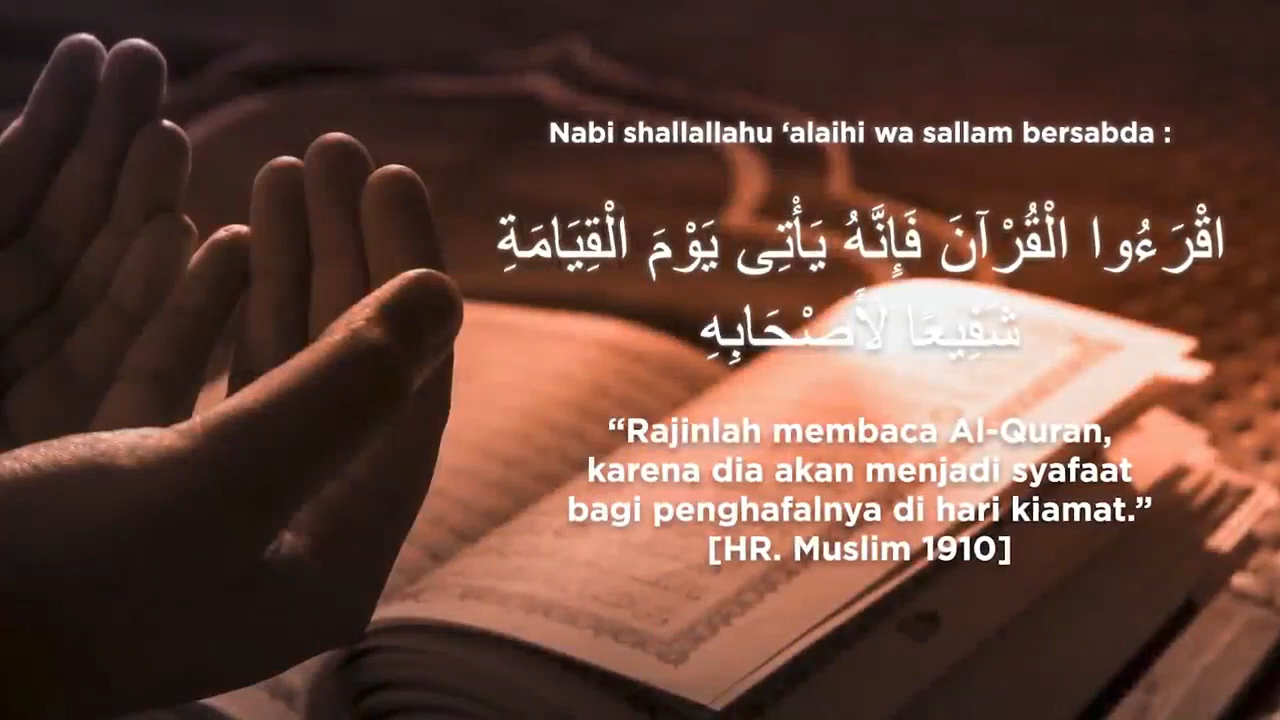 Nabi shallallahu ‘alaihi wa sallam bersabda :
اقْرَءُوا الْقُرْآنَ فَإِنَّهُ يَأْتِى يَوْمَ الْقِيَامَةِ
شَفِيعًا لأَصْحَابِهِ
“Rajinlah membaca Al-Quran,
karena dia akan menjadi syafaat
bagi penghafalnya di hari kiamat.”
[HR. Muslim 1910]